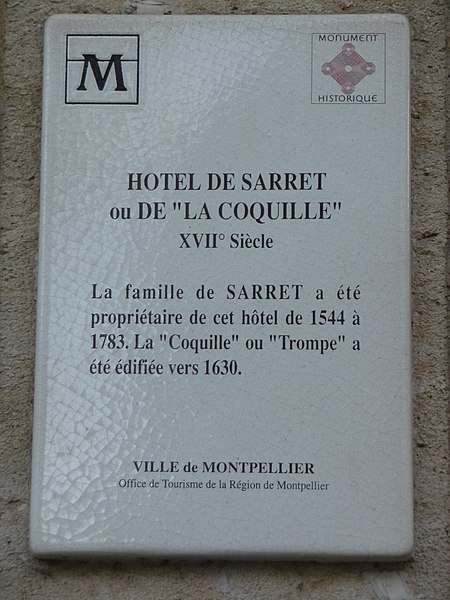 M
MONUMENT
HISTORIQUE
HOTEL DE SARRET
ou DE "LA COQUILLE"
XVII° Siècle
La famille de SARRET a été
propriétaire de cet hôtel de 1544 à
1783. La "Coquille" ou "Trompe" a
été édifiée vers 1630.
VILLE de MONTPELLIER
Office de Tourisme de la Région de Montpellier